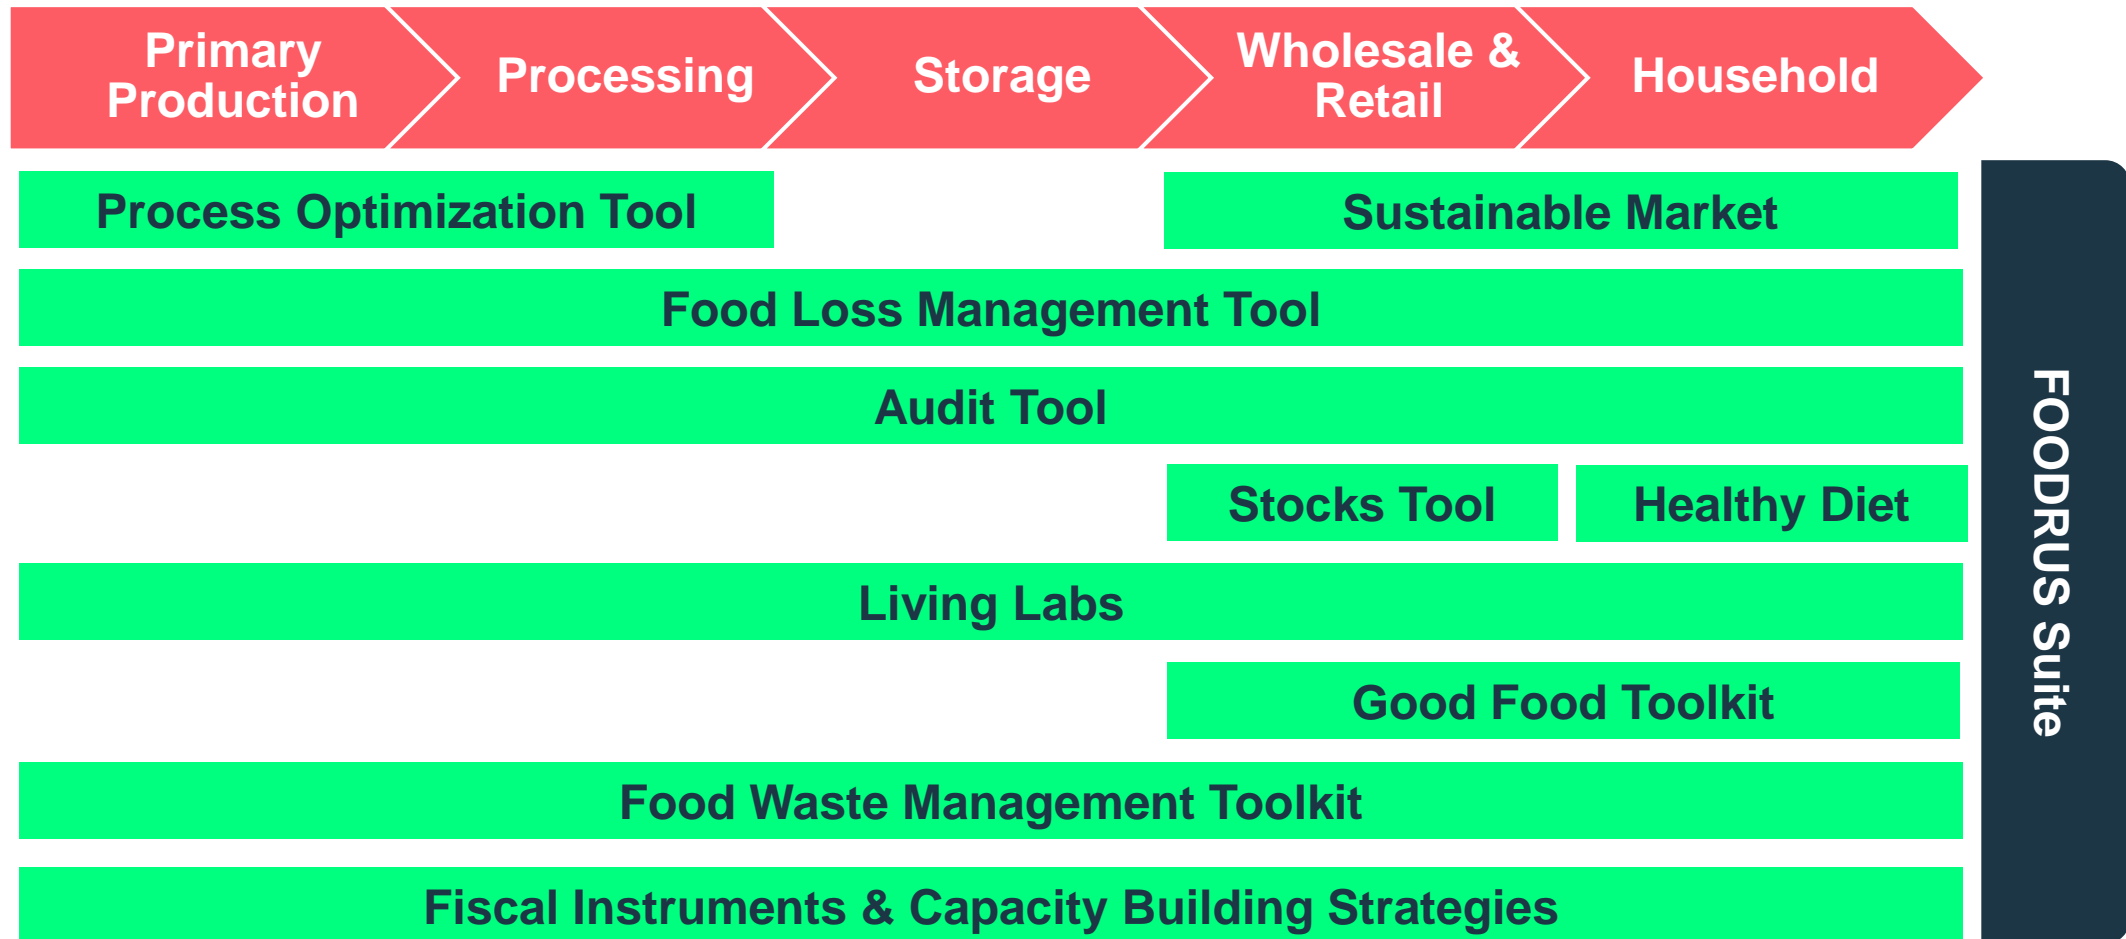 Primary
Production
Processing
Storage
Wholesale &
Retail
Household
Process Optimization Tool
Sustainable Market
Food Loss Management Tool
Audit Tool
Stocks Tool
Healthy Diet
Living Labs
Good Food Toolkit
Food Waste Management Toolkit
Fiscal Instruments & Capacity Building Strategies
FOODRUS Suite